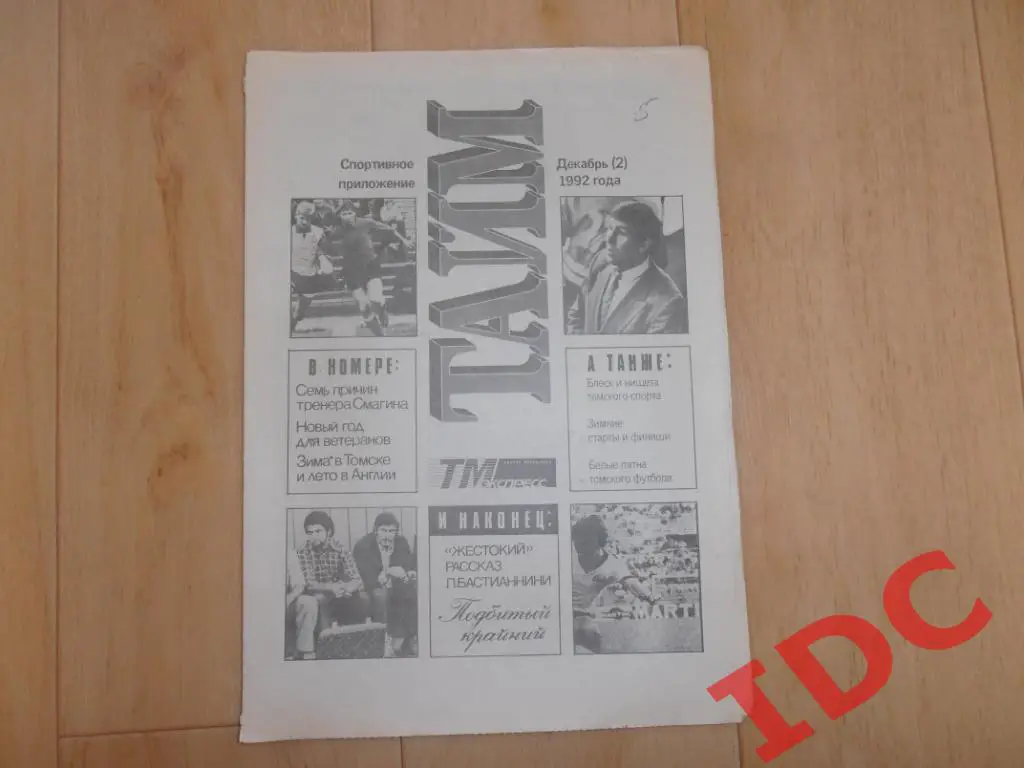 5
Спортивное
приложение
ТАЙМ
Декабрь (2)
1992 года
В НОМЕРЕ:
Семь причин
тренера Смагина
Новый год
для ветеранов
Зима в Томске
и лето в Англии
А ТАКЖЕ:
Блеск и нищета
томского спорта
Зимние
старты и финиши
Белые пятна
томского футбола
ТМ
ЭКСПРЕСС
И НАКОНЕЦ:
«ЖЕСТОКИЙ»
РАССКАЗ
Л.БАСТИАННИНИ
Подбитый
крайний
MARTI
IDC